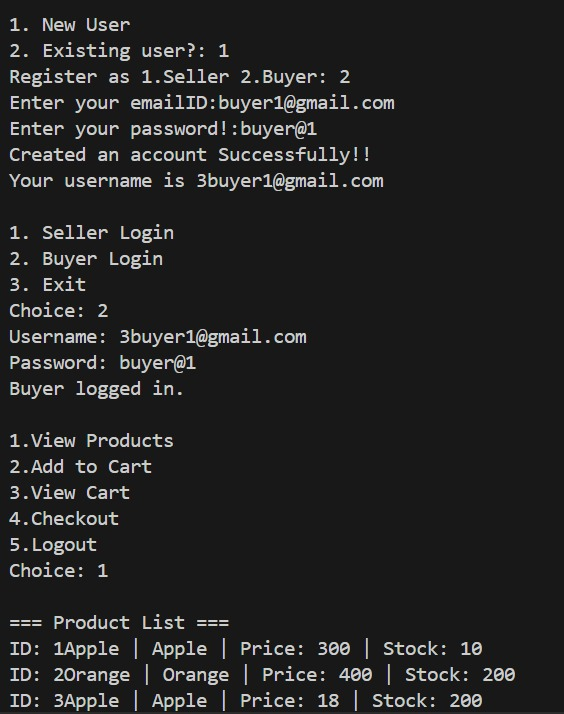 1. New User
2. Existing user?: 1
Register as 1.Seller 2.Buyer: 2
Enter your emailID:buyer1@gmail.com
Enter your password!:buyer@1
Created an account Successfully!!
Your username is 3buyer1@gmail.com
1. Seller Login
2. Buyer Login
3. Exit
Choice: 2
Username: 3buyer1@gmail.com
Password: buyer@1
Buyer logged in.
1.View Products
2.Add to Cart
3.View Cart
4.Checkout
5.Logout
Choice: 1
=== Product List ===
ID: 1Apple | Apple | Price: 300 | Stock: 10
ID: 2Orange | Orange | Price: 400 | Stock: 200
ID: 3Apple | Apple | Price: 18 | Stock: 200